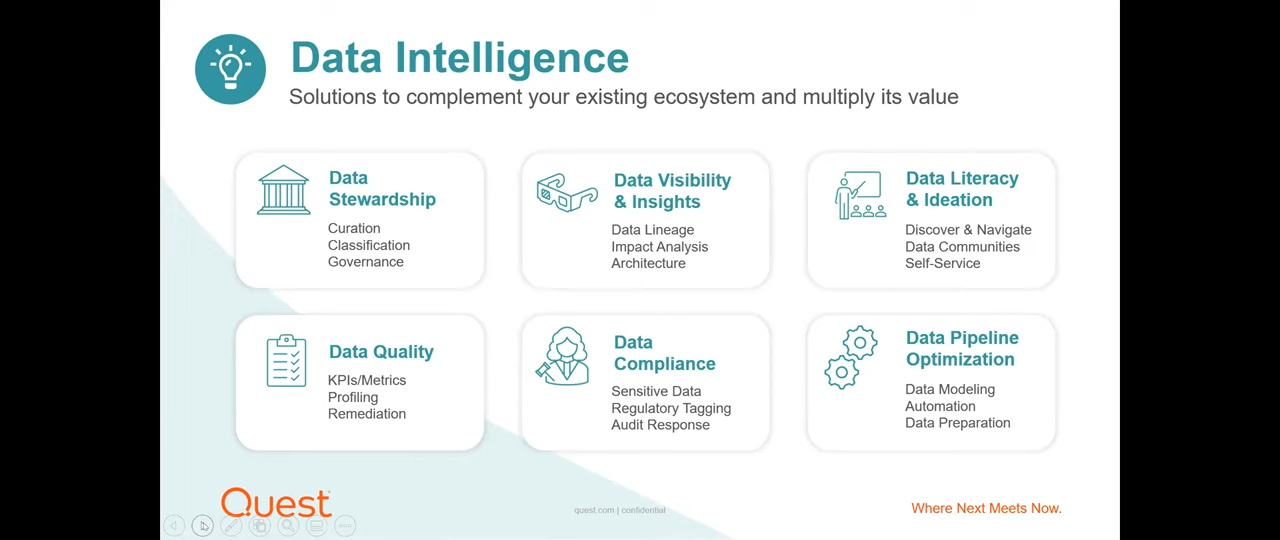 Data Intelligence
Solutions to complement your existing ecosystem and multiply its value
Data
Stewardship
Curation
Classification
Governance
Data Visibility
& Insights
Data Lineage
Impact Analysis
Architecture
Data Literacy
& Ideation
Discover & Navigate
Data Communities
Self-Service
Data Quality
KPIs/Metrics
Profiling
Remediation
Data
Compliance
Sensitive Data
Regulatory Tagging
Audit Response
Data Pipeline
Optimization
Data Modeling
Automation
Data Preparation
Quest
quest.com | confidential
Where Next Meets Now.